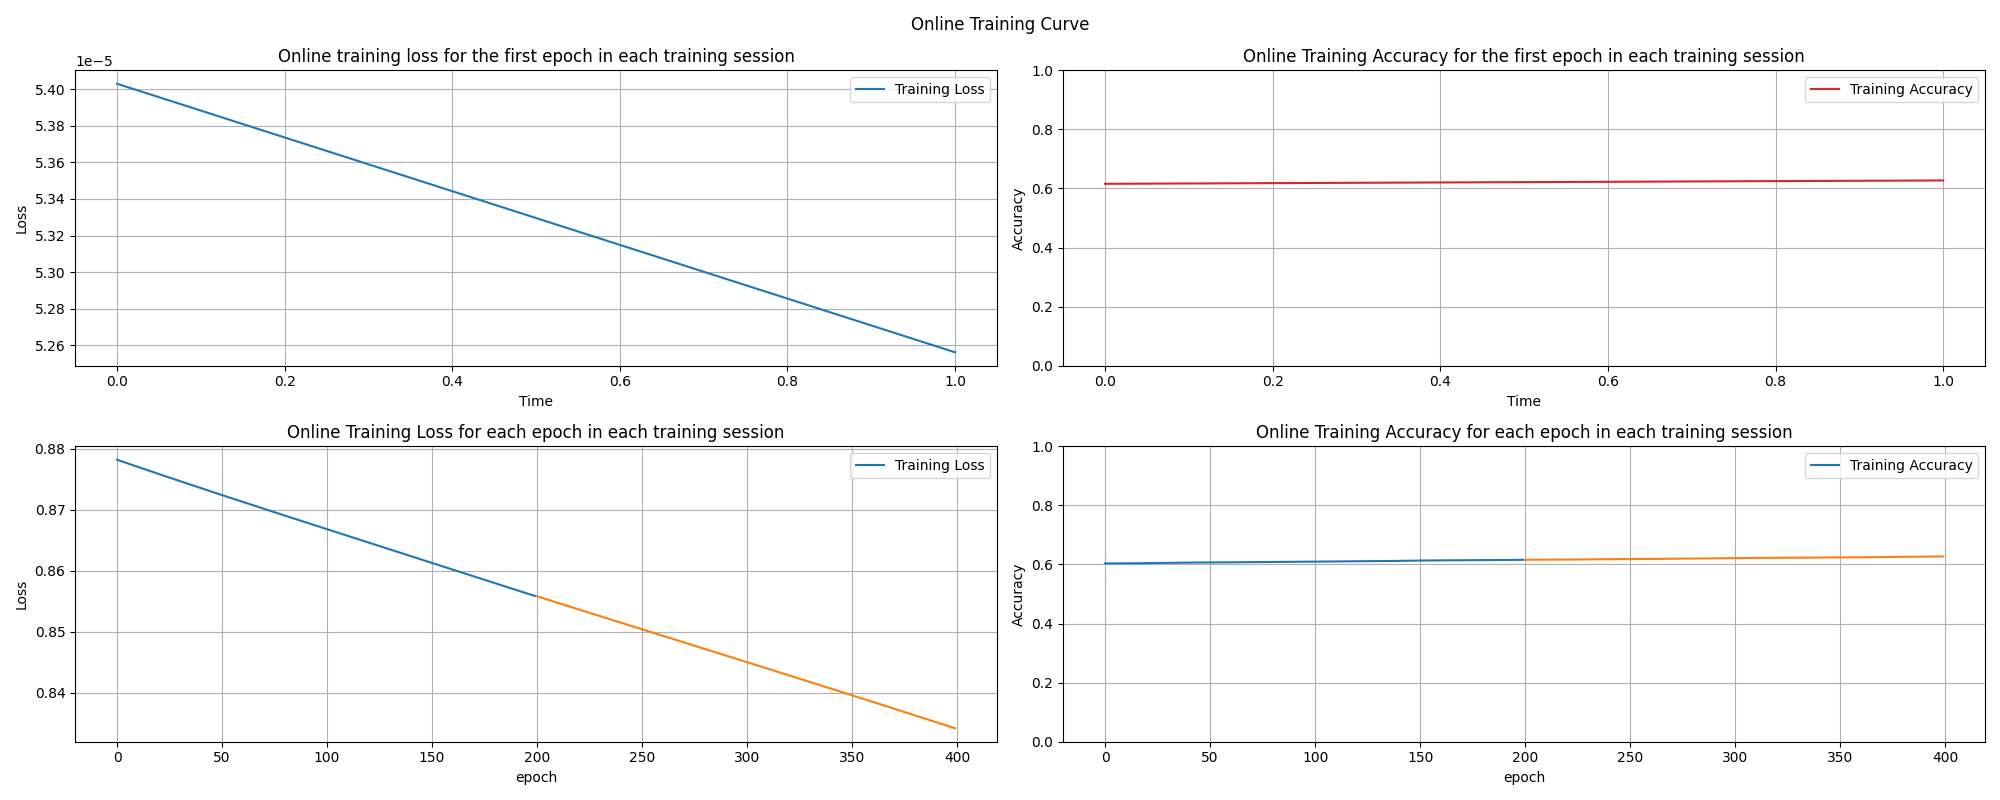 Online Training Curve
Online training loss for the first epoch in each training session
1e−5
Training Loss
5.40
5.38
5.36
5.34
5.32
5.30
5.28
5.26
Loss
0.0 0.2 0.4 0.6 0.8 1.0
Time
Online Training Accuracy for the first epoch in each training session
Training Accuracy
1.0
0.8
0.6
0.4
0.2
0.0
Accuracy
0.0 0.2 0.4 0.6 0.8 1.0
Time
Online Training Loss for each epoch in each training session
Training Loss
0.88
0.87
0.86
0.85
0.84
Loss
0 50 100 150 200 250 300 350 400
epoch
Online Training Accuracy for each epoch in each training session
Training Accuracy
1.0
0.8
0.6
0.4
0.2
0.0
Accuracy
0 50 100 150 200 250 300 350 400
epoch